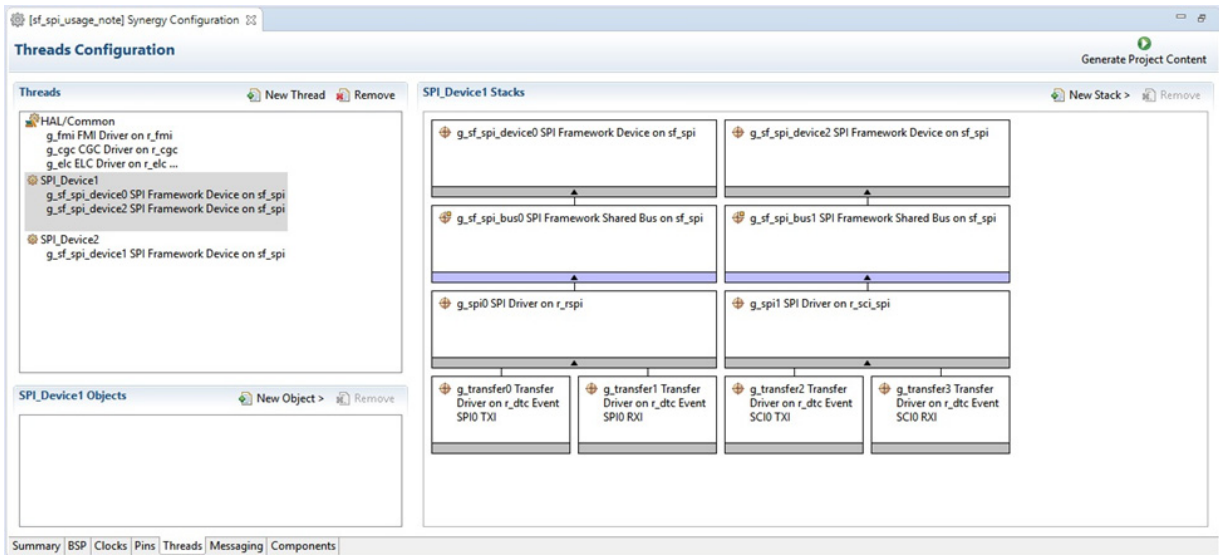 [sf_spi_usage_note] Synergy Configuration
Threads Configuration
Generate Project Content
Threads
New Thread
Remove
HAL/Common
g_fmi FMI Driver on r_fmi
g_cgc CGC Driver on r_cgc
g_elc ELC Driver on r_elc ...
SPI_Device1
g_sf_spi_device0 SPI Framework Device on sf_spi
g_sf_spi_device2 SPI Framework Device on sf_spi
SPI_Device2
g_sf_spi_device1 SPI Framework Device on sf_spi
SPI_Device1 Objects
New Object >
Remove
SPI_Device1 Stacks
New Stack >
Remove
g_sf_spi_device0 SPI Framework Device on sf_spi
g_sf_spi_device2 SPI Framework Device on sf_spi
g_sf_spi_bus0 SPI Framework Shared Bus on sf_spi
g_sf_spi_bus1 SPI Framework Shared Bus on sf_spi
g_spi0 SPI Driver on r_rspi
g_spi1 SPI Driver on r_sci_spi
g_transfer0 Transfer
Driver on r_dtc Event
SPI0 TXI
g_transfer1 Transfer
Driver on r_dtc Event
SPI0 RXI
g_transfer2 Transfer
Driver on r_dtc Event
SCI0 TXI
g_transfer3 Transfer
Driver on r_dtc Event
SCI0 RXI
Summary BSP Clocks Pins Threads Messaging Components